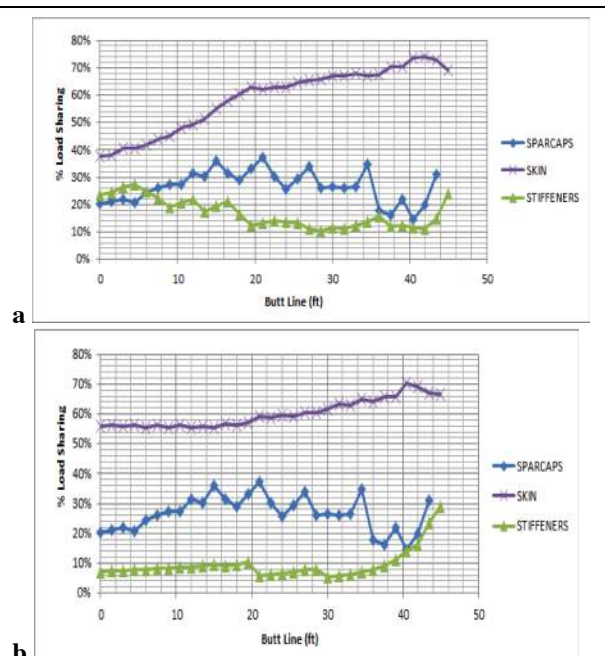 80%
70%
60%
50%
40%
30%
20%
10%
0%
% Load Sharing
0 10 20 30 40 50
Butt Line (ft)
SPARCAPS
SKIN
STIFFENERS
a
80%
70%
60%
50%
40%
30%
20%
10%
0%
% Load Sharing
0 10 20 30 40 50
Butt Line (ft)
SPARCAPS
SKIN
STIFFENERS
b